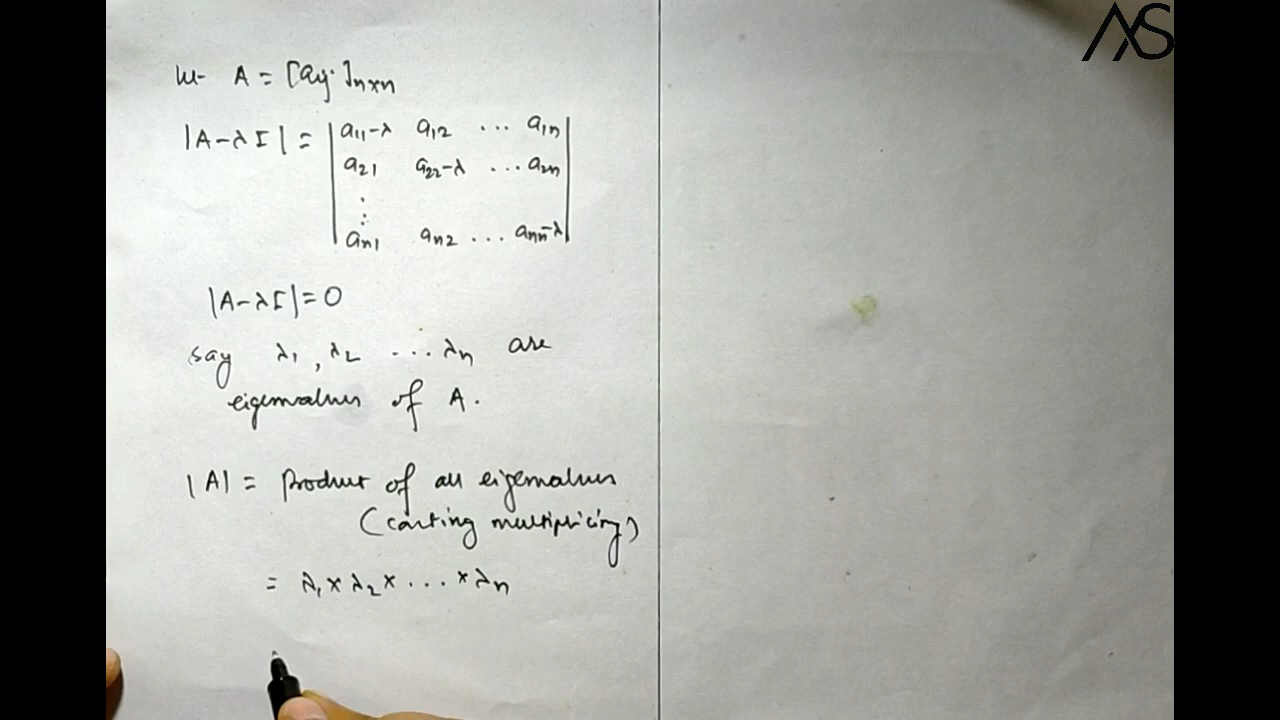 let A = [aij]n×n
|A-λI| = | a11-λ a12 ... a1n |
a21 a22-λ ... a2n
⋮
an1 an2 ... ann-λ
|A-λI| = 0
say λ1, λ2 ... λn are
eigenvalues of A.
|A| = Product of all eigenvalues
(counting multiplicity)
= λ1 × λ2 × ... × λn
NS